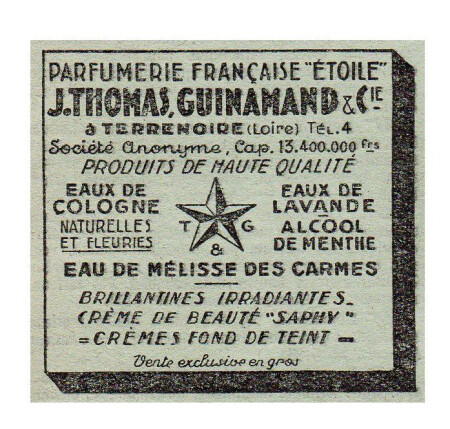 PARFUMERIE FRANÇAISE "ÉTOILE"
J.THOMAS, GUINAMAND & CIE
à TERRENOIRE (Loire) TÉL. 4
Société Anonyme, Cap. 13.400.000 frs
PRODUITS DE HAUTE QUALITÉ
EAUX DE
COLOGNE
NATURELLES
ET FLEURIES
T G
&
EAUX DE
LAVANDE
ALCOOL
DE MENTHE
EAU DE MÉLISSE DES CARMES
BRILLANTINES IRRADIANTES_
CRÈME DE BEAUTÉ "SAPHY"
=CRÈMES FOND DE TEINT=
Vente exclusive en gros